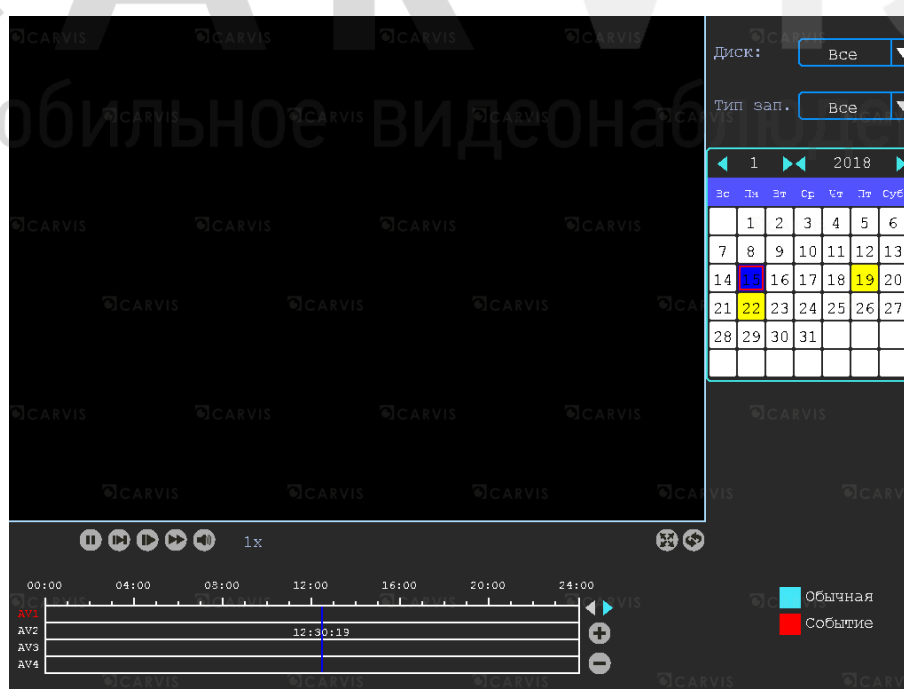 мобильное видеонаблюдение
Диск: Все
Тип зап. Все
1 2018
Вс Пн Вт Ср Чт Пт Суб
1 2 3 4 5 6
7 8 9 10 11 12 13
14 15 16 17 18 19 20
21 22 23 24 25 26 27
28 29 30 31
1x
00:00 04:00 08:00 12:00 16:00 20:00 24:00
AV1
AV2 12:30:19
AV3
AV4
Обычная
Событие
CARVIS